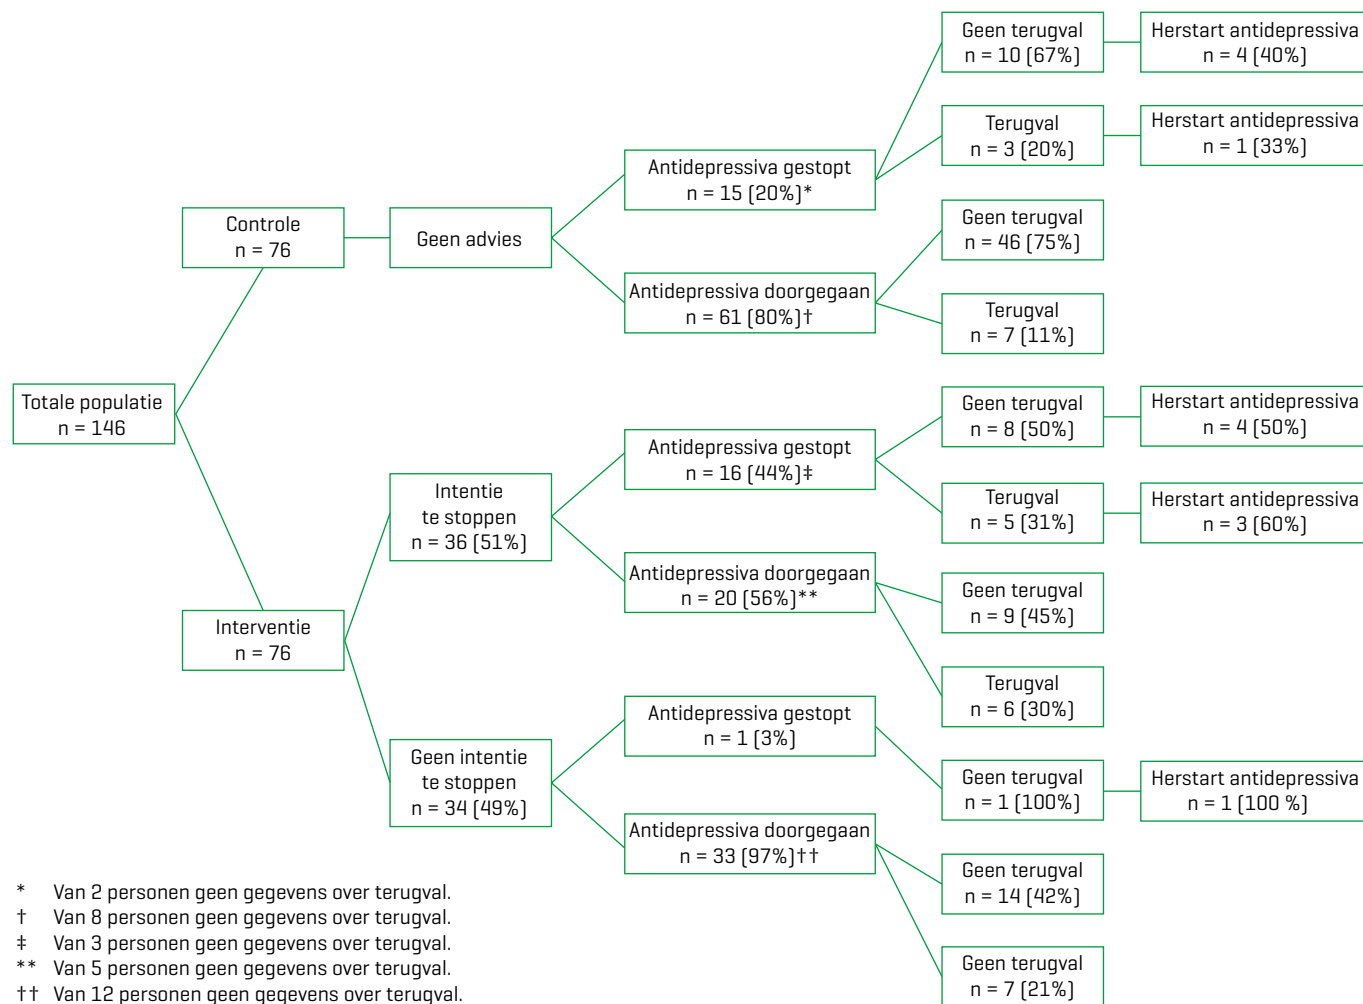 Totale populatie
n = 146
Controle
n = 76
Geen advies
Antidepressiva gestopt
n = 15 (20%)*
Geen terugval
n = 10 (67%)
Herstart antidepressiva
n = 4 (40%)
Terugval
n = 3 (20%)
Herstart antidepressiva
n = 1 (33%)
Antidepressiva doorgegaan
n = 61 (80%)†
Geen terugval
n = 46 (75%)
Terugval
n = 7 (11%)
Interventie
n = 76
Intentie
te stoppen
n = 36 (51%)
Antidepressiva gestopt
n = 16 (44%)‡
Geen terugval
n = 8 (50%)
Herstart antidepressiva
n = 4 (50%)
Terugval
n = 5 (31%)
Herstart antidepressiva
n = 3 (60%)
Antidepressiva doorgegaan
n = 20 (56%)**
Geen terugval
n = 9 (45%)
Terugval
n = 6 (30%)
Geen intentie
te stoppen
n = 34 (49%)
Antidepressiva gestopt
n = 1 (3%)
Geen terugval
n = 1 (100%)
Herstart antidepressiva
n = 1 (100 %)
Antidepressiva doorgegaan
n = 33 (97%)††
Geen terugval
n = 14 (42%)
Geen terugval
n = 7 (21%)
* Van 2 personen geen gegevens over terugval.
† Van 8 personen geen gegevens over terugval.
‡ Van 3 personen geen gegevens over terugval.
** Van 5 personen geen gegevens over terugval.
†† Van 12 personen geen gegevens over terugval.